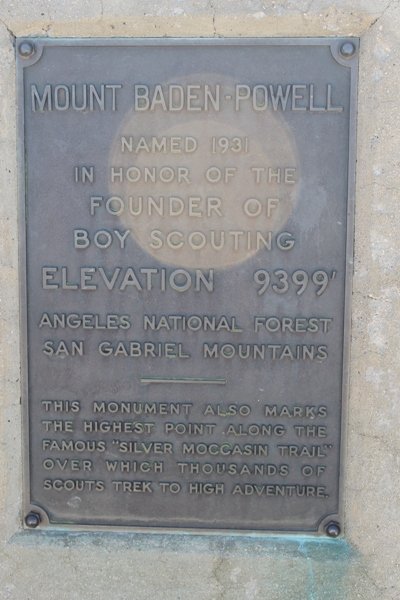 MOUNT BADEN-POWELL
NAMED 1931
IN HONOR OF THE
FOUNDER OF
BOY SCOUTING
ELEVATION 9399'
ANGELES NATIONAL FOREST
SAN GABRIEL MOUNTAINS
THIS MONUMENT ALSO MARKS
THE HIGHEST POINT ALONG THE
FAMOUS "SILVER MOCCASIN TRAIL"
OVER WHICH THOUSANDS OF
SCOUTS TREK TO HIGH ADVENTURE.